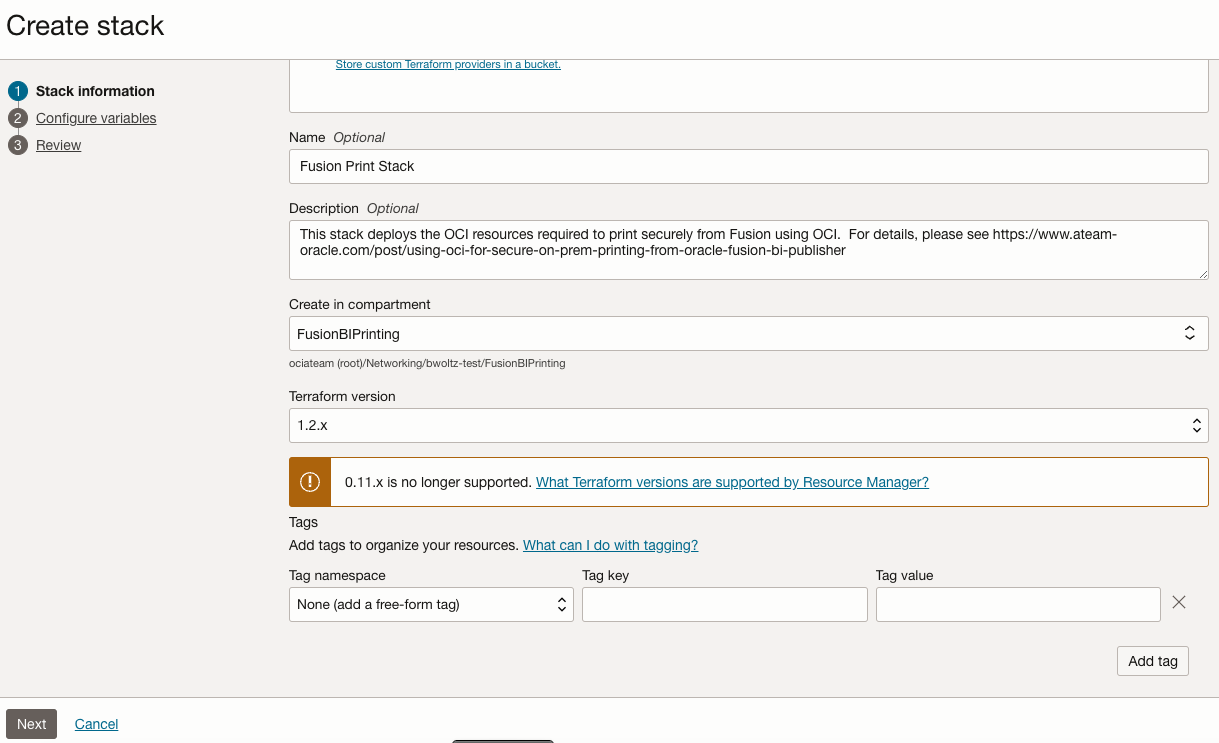 Create stack
1 Stack information
2 Configure variables
3 Review
Store custom Terraform providers in a bucket.
Name Optional
Fusion Print Stack
Description Optional
This stack deploys the OCI resources required to print securely from Fusion using OCI.  For details, please see https://www.ateam-
oracle.com/post/using-oci-for-secure-on-prem-printing-from-oracle-fusion-bi-publisher
Create in compartment
FusionBIPrinting
ociateam (root)/Networking/bwoltz-test/FusionBIPrinting
Terraform version
1.2.x
0.11.x is no longer supported. What Terraform versions are supported by Resource Manager?
Tags
Add tags to organize your resources. What can I do with tagging?
Tag namespace Tag key Tag value
None (add a free-form tag)
Add tag
Next Cancel